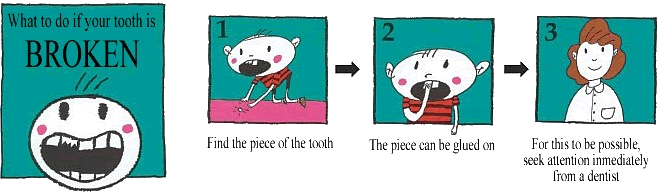 What to do if your tooth is
BROKEN
1
Find the piece of the tooth
2
The piece can be glued on
3
For this to be possible,
seek attention inmediately
from a dentist